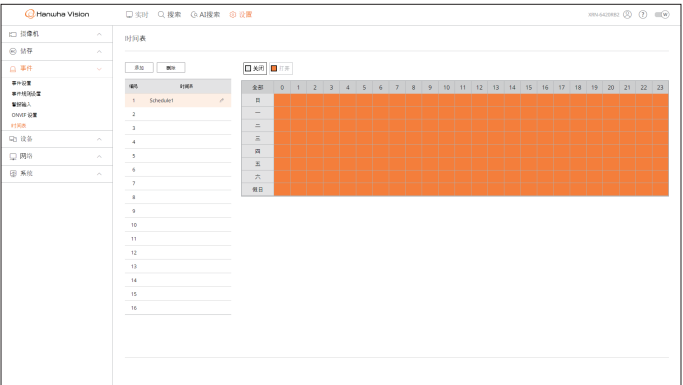 Hanwha Vision
实时 搜索 AI搜索 设置
XRN-6420RB2
摄像机
储存
事件
事件设置
事件规则设置
警报输入
ONVIF 设置
时间表
设备
网络
系统
时间表
添加 删除
关闭 打开
编码 时间表
1 Schedule1
2
3
4
5
6
7
8
9
10
11
12
13
14
15
16
全部 0 1 2 3 4 5 6 7 8 9 10 11 12 13 14 15 16 17 18 19 20 21 22 23
日
一
二
三
四
五
六
假日